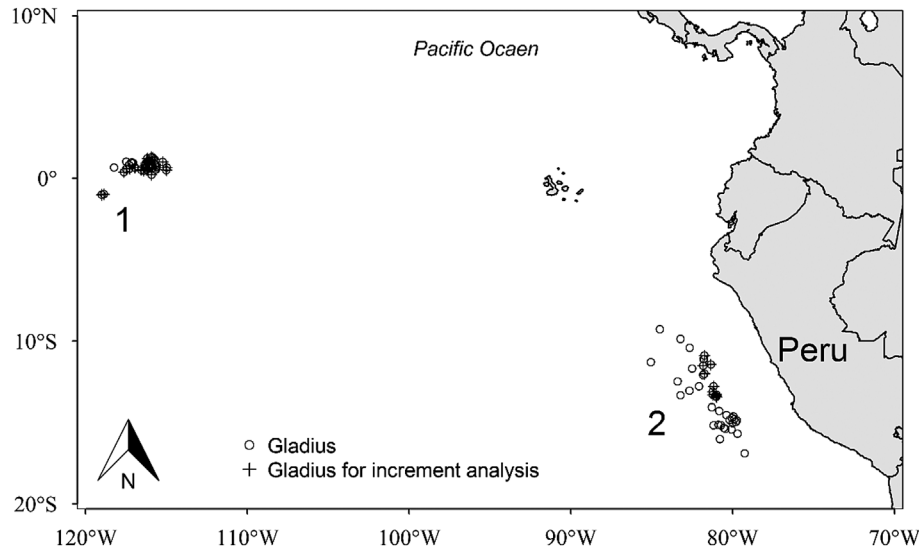 10°N
Pacific Ocaen
0°
1
10°S
Peru
2
Gladius
Gladius for increment analysis
N
20°S
120°W 110°W 100°W 90°W 80°W 70°W